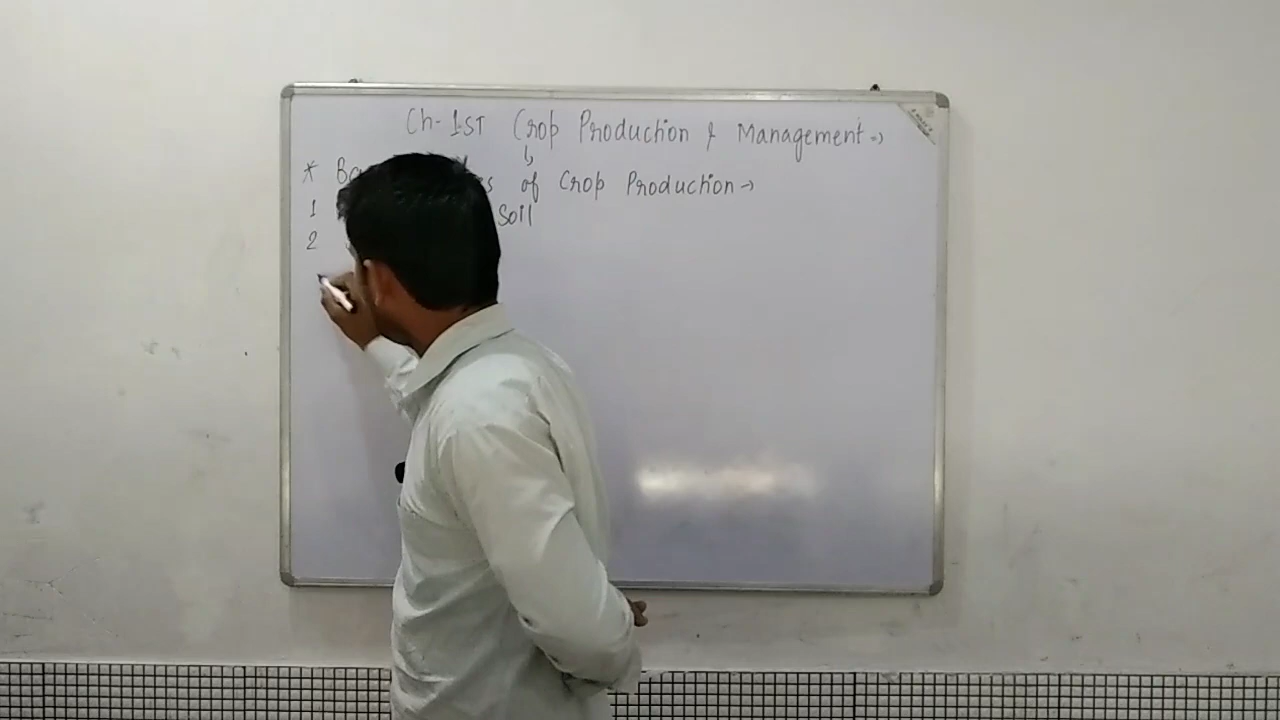 Ch-1ST Crop Production & Management →
* of Crop Production →
1 Soil
2